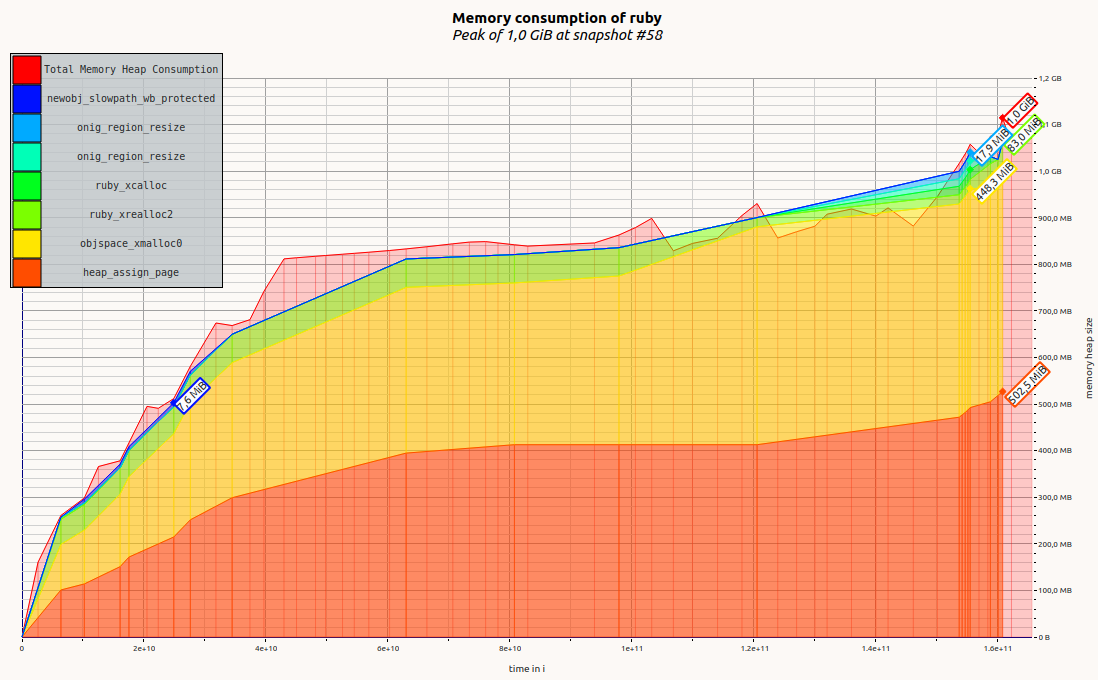 Memory consumption of ruby
Peak of 1,0 GiB at snapshot #58
Total Memory Heap Consumption
newobj_slowpath_wb_protected
onig_region_resize
onig_region_resize
ruby_xcalloc
ruby_xrealloc2
objspace_xmalloc0
heap_assign_page
1,2 GB
1,1 GB
1,0 GB
900,0 MB
800,0 MB
700,0 MB
600,0 MB
500,0 MB
400,0 MB
300,0 MB
200,0 MB
100,0 MB
0 B
memory heap size
1,0 GiB
17,9 MiB
83,0 MiB
448,3 MiB
7,6 MiB
502,5 MiB
0
2e+10
4e+10
6e+10
8e+10
1e+11
1.2e+11
1.4e+11
1.6e+11
time in i